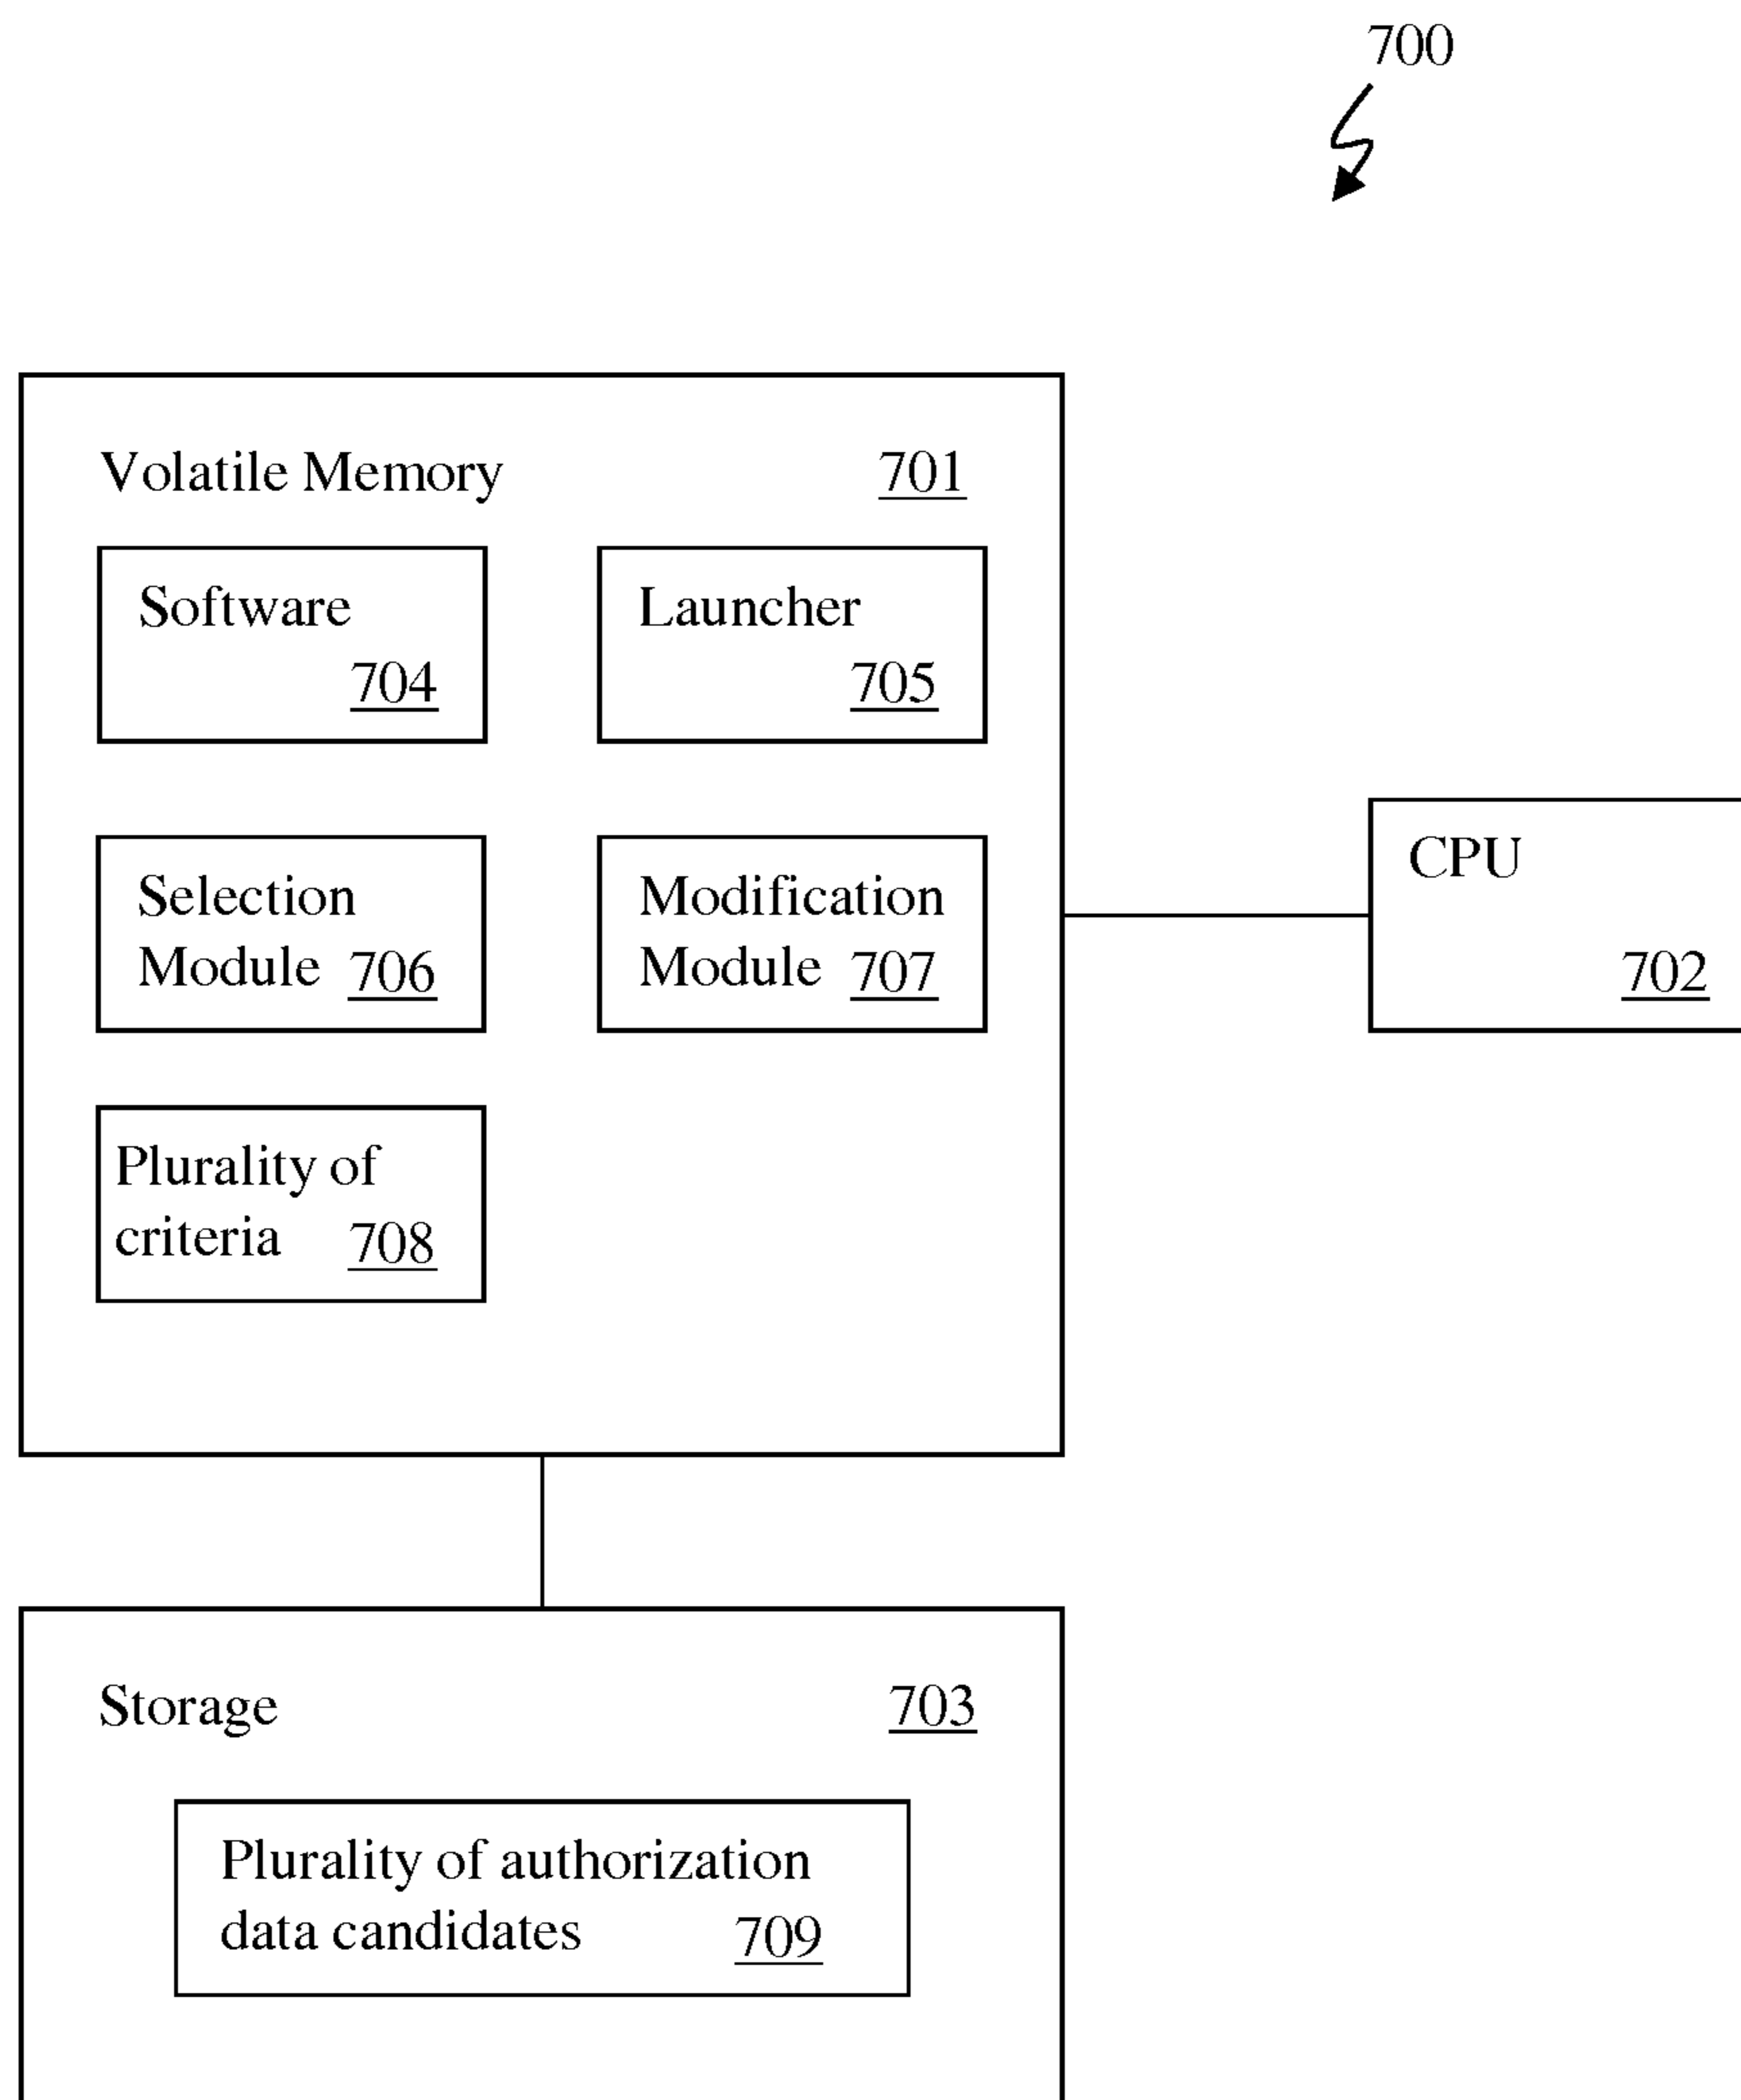 700
Volatile Memory 701
Software
704
Launcher
705
Selection
Module 706
Modification
Module 707
CPU
702
Plurality of
criteria 708
Storage 703
Plurality of authorization
data candidates 709